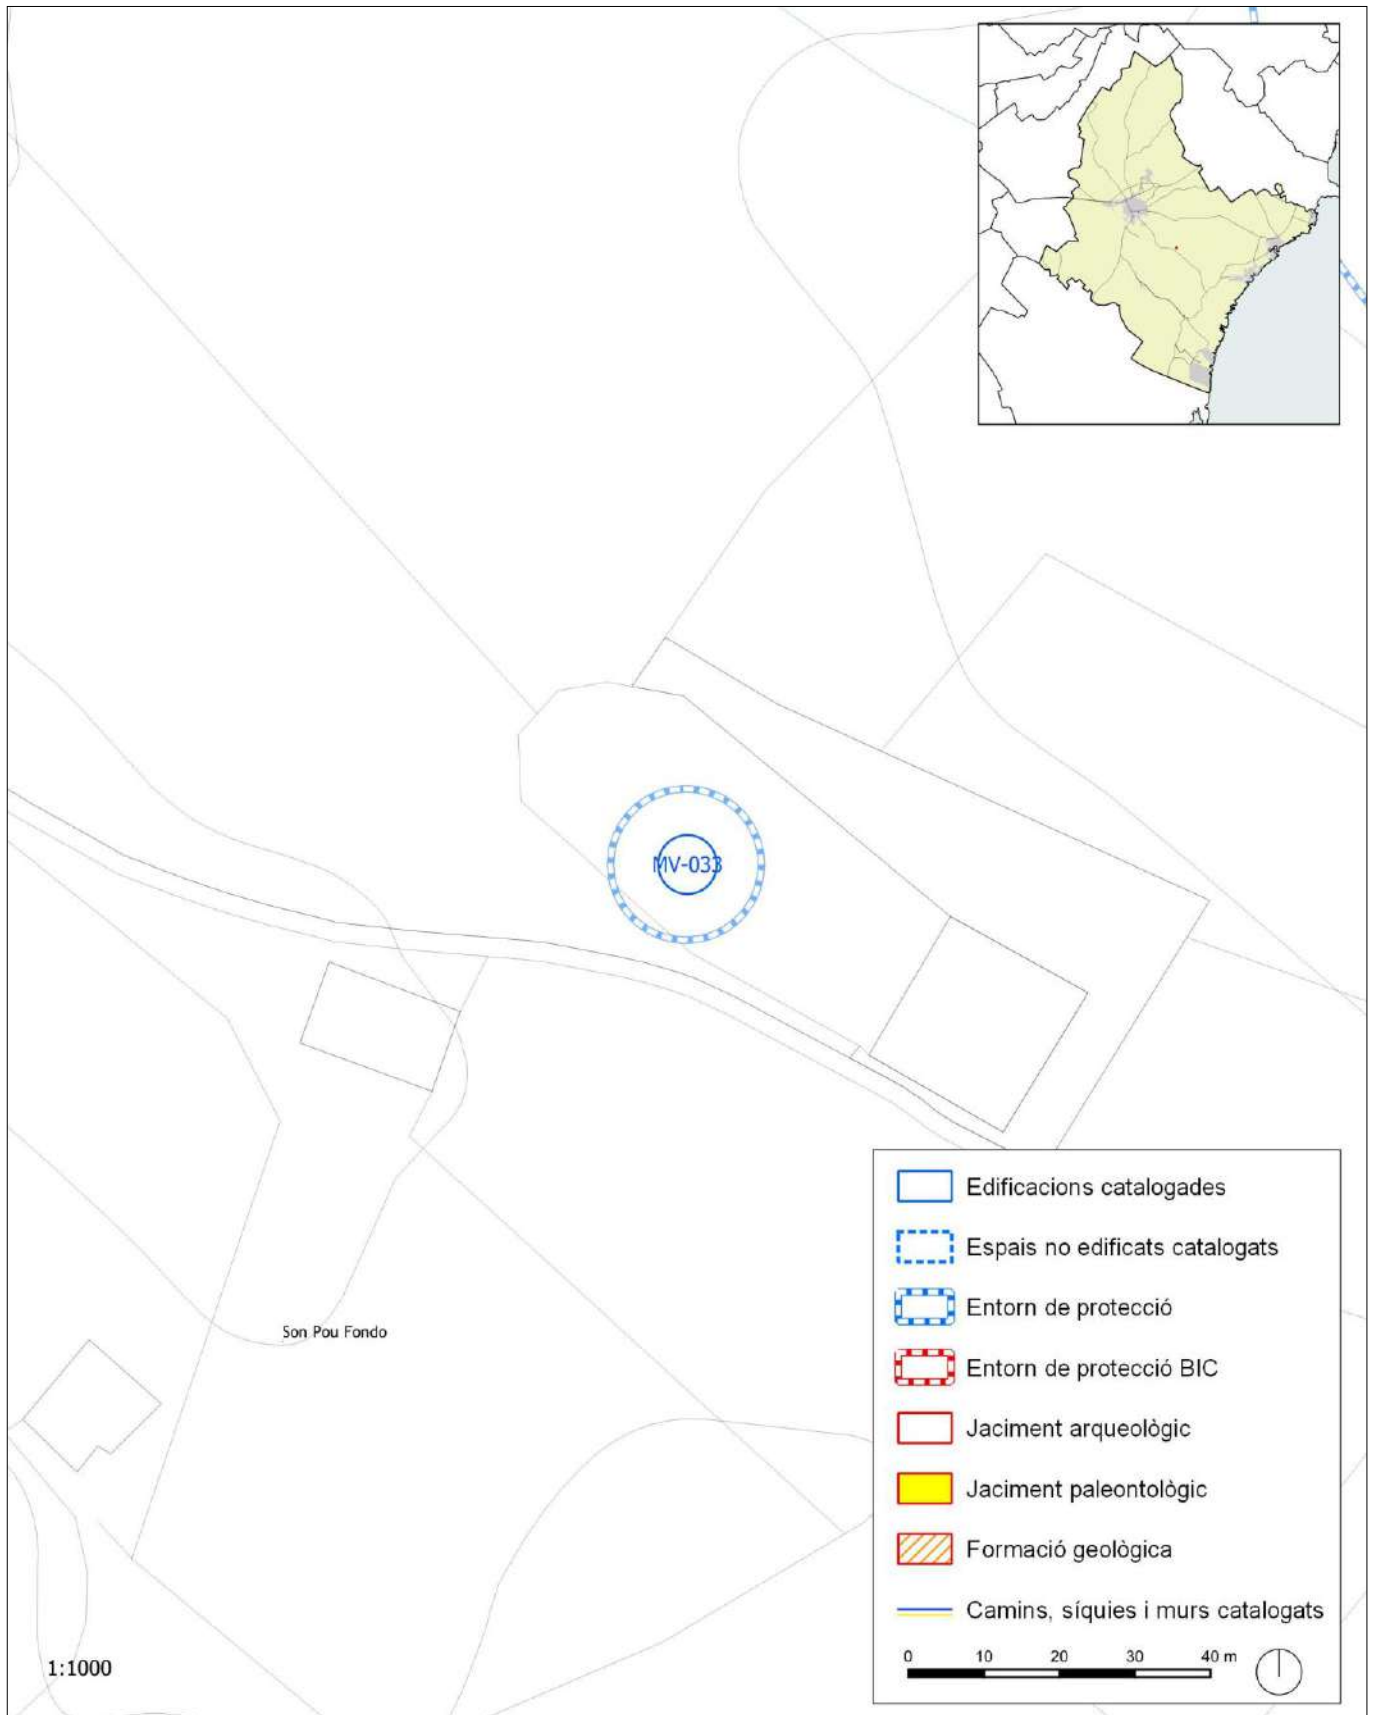 MV-033
Son Pou Fondo
Edificacions catalogades
Espais no edificats catalogats
Entorn de protecció
Entorn de protecció BIC
Jaciment arqueològic
Jaciment paleontològic
Formació geològica
Camins, síquies i murs catalogats
0 10 20 30 40 m
1:1000